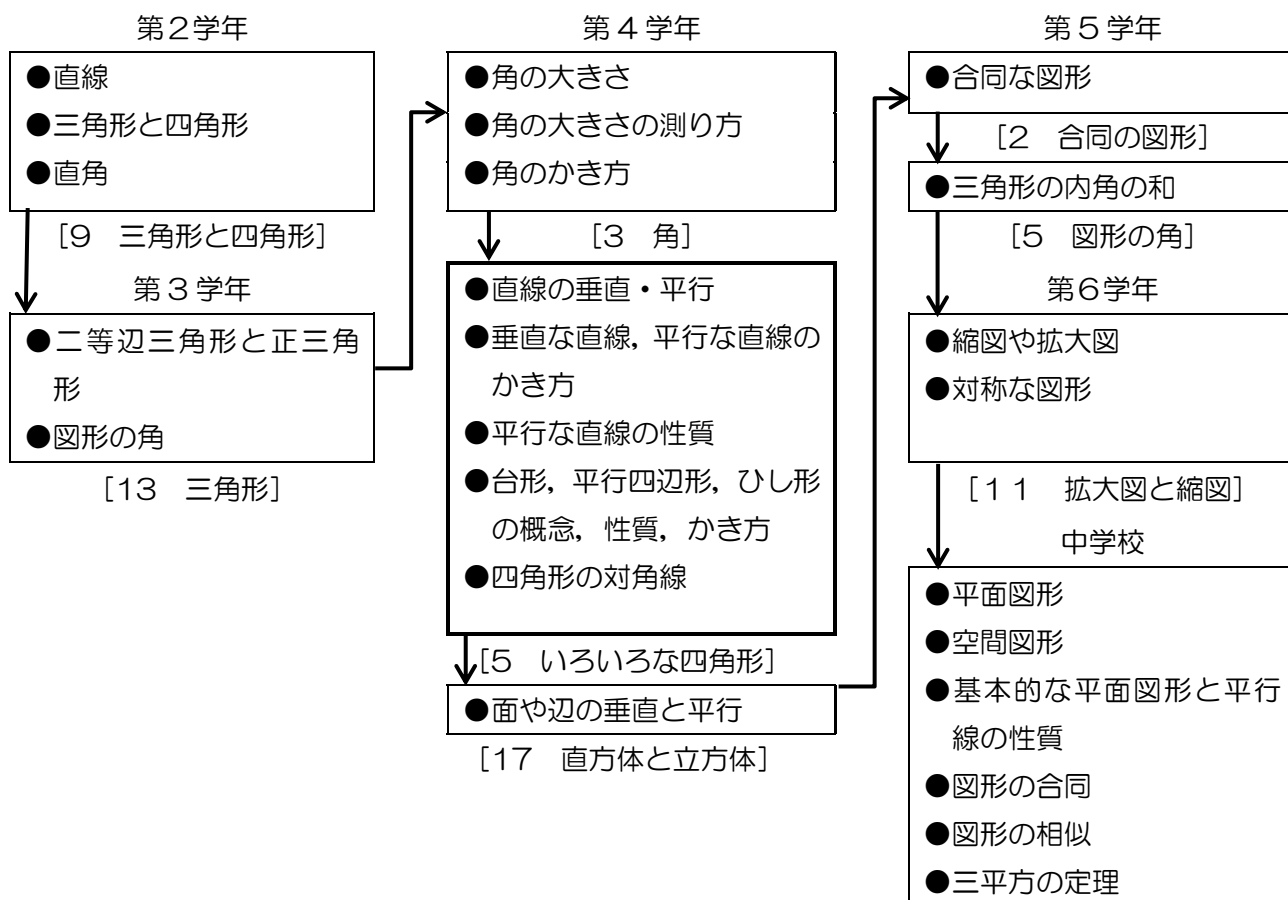 第2学年
●直線
●三角形と四角形
●直角
[9 三角形と四角形]
第3学年
●二等辺三角形と正三角
形
●図形の角
[13 三角形]
第4学年
●角の大きさ
●角の大きさの測り方
●角のかき方
[3 角]
●直線の垂直・平行
●垂直な直線，平行な直線の
かき方
●平行な直線の性質
●台形，平行四辺形，ひし形
の概念，性質，かき方
●四角形の対角線
[5 いろいろな四角形]
●面や辺の垂直と平行
[17 直方体と立方体]
第5学年
●合同な図形
[2 合同の図形]
●三角形の内角の和
[5 図形の角]
第6学年
●縮図や拡大図
●対称な図形
[11 拡大図と縮図]
中学校
●平面図形
●空間図形
●基本的な平面図形と平行
線の性質
●図形の合同
●図形の相似
●三平方の定理